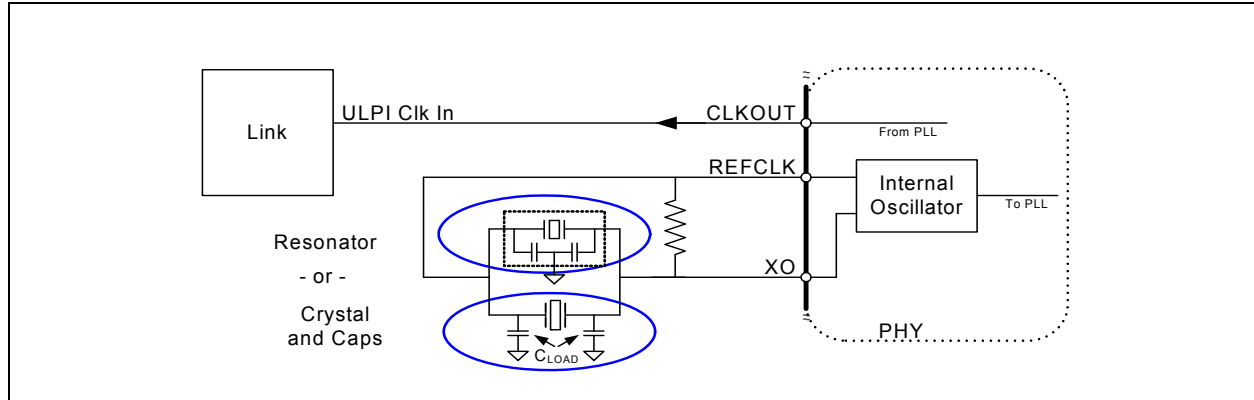 Link
ULPI Clk In
CLKOUT
From PLL
REFCLK
Internal
Oscillator
To PLL
Resonator
- or -
Crystal
and Caps
XO
CLOAD
PHY